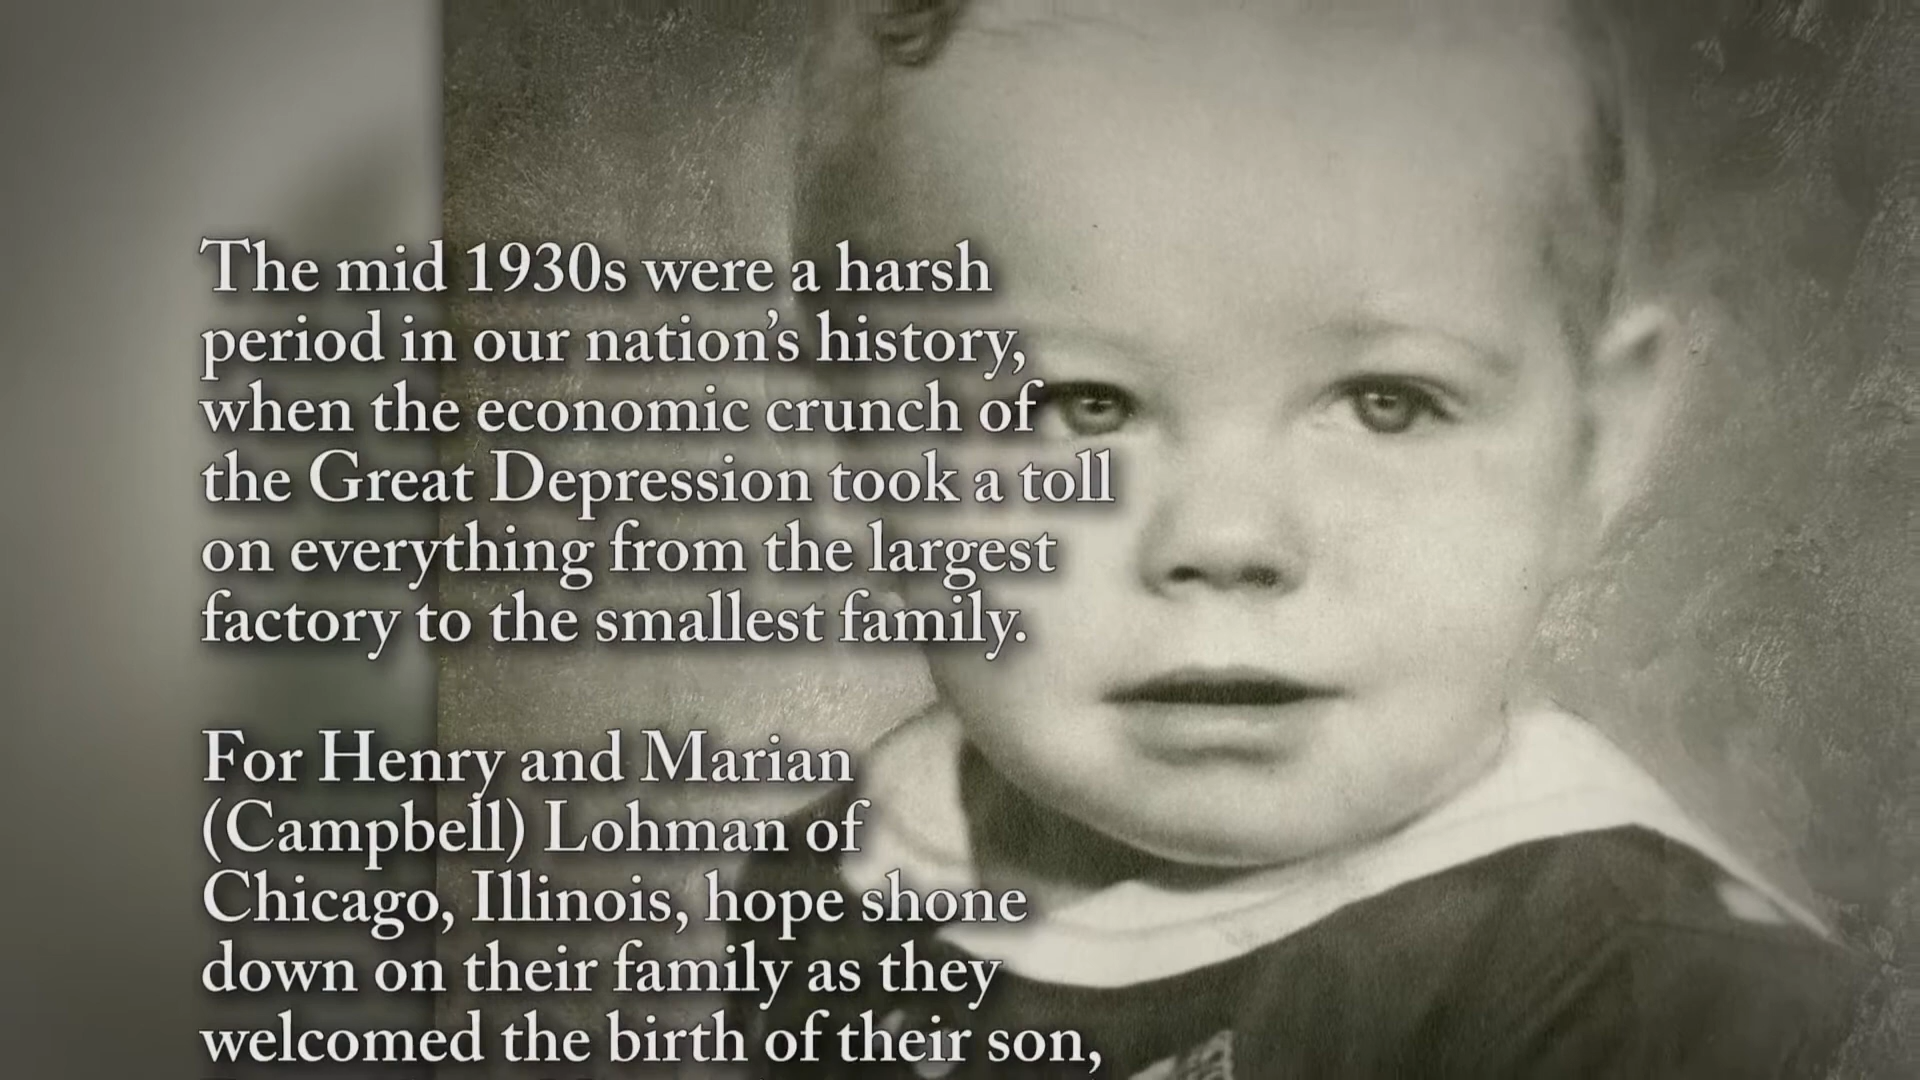 The mid 1930s were a harsh
period in our nation’s history,
when the economic crunch of
the Great Depression took a toll
on everything from the largest
factory to the smallest family.
For Henry and Marian
(Campbell) Lohman of
Chicago, Illinois, hope shone
down on their family as they
welcomed the birth of their son,